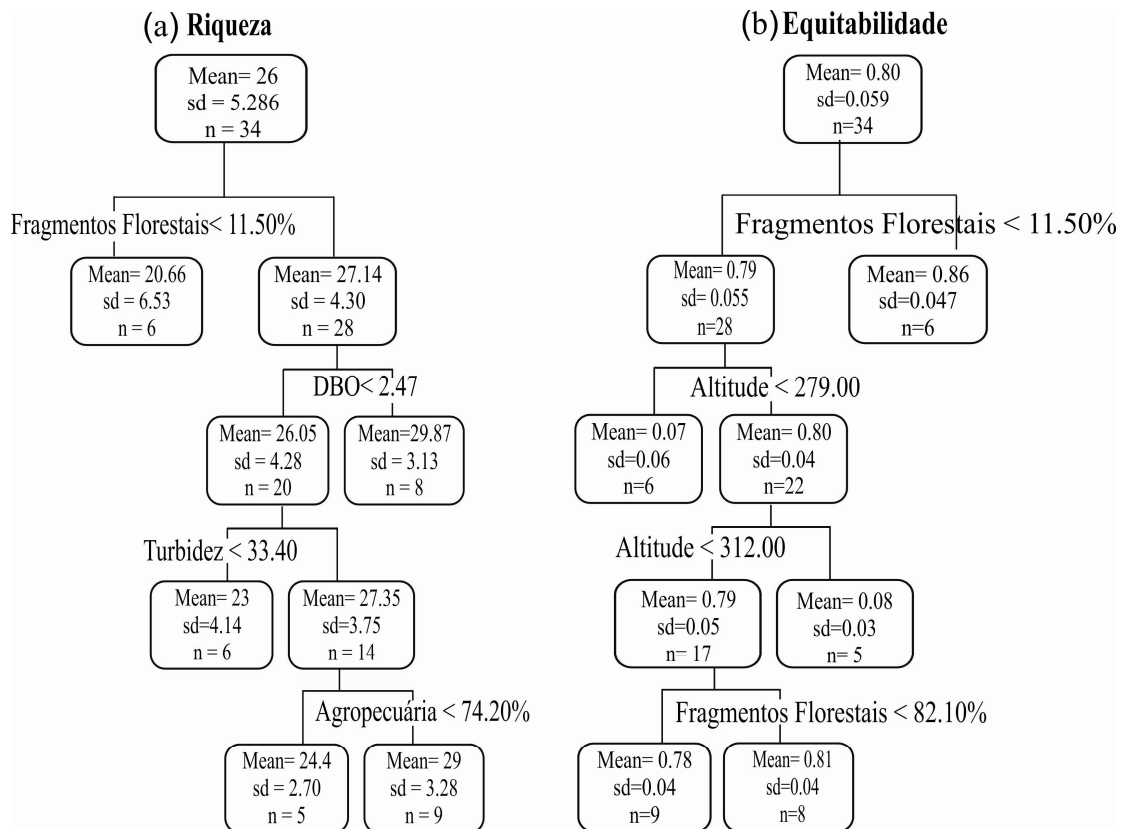 (a) Riqueza
Mean= 26
sd = 5.286
n = 34
Fragmentos Florestais< 11.50%
Mean= 20.66
sd = 6.53
n = 6
Mean= 27.14
sd = 4.30
n = 28
DBO< 2.47
Mean= 26.05
sd = 4.28
n = 20
Mean=29.87
sd = 3.13
n = 8
Turbidez < 33.40
Mean= 23
sd=4.14
n = 6
Mean= 27.35
sd=3.75
n = 14
Agropecuária < 74.20%
Mean= 24.4
sd = 2.70
n = 5
Mean= 29
sd = 3.28
n = 9
(b) Equitabilidade
Mean= 0.80
sd=0.059
n=34
Fragmentos Florestais < 11.50%
Mean= 0.79
sd= 0.055
n=28
Mean= 0.86
sd=0.047
n=6
Altitude < 279.00
Mean= 0.07
sd=0.06
n=6
Mean= 0.80
sd=0.04
n=22
Altitude < 312.00
Mean= 0.79
sd=0.05
n= 17
Mean= 0.08
sd=0.03
n= 5
Fragmentos Florestais < 82.10%
Mean= 0.78
sd=0.04
n=9
Mean= 0.81
sd=0.04
n=8